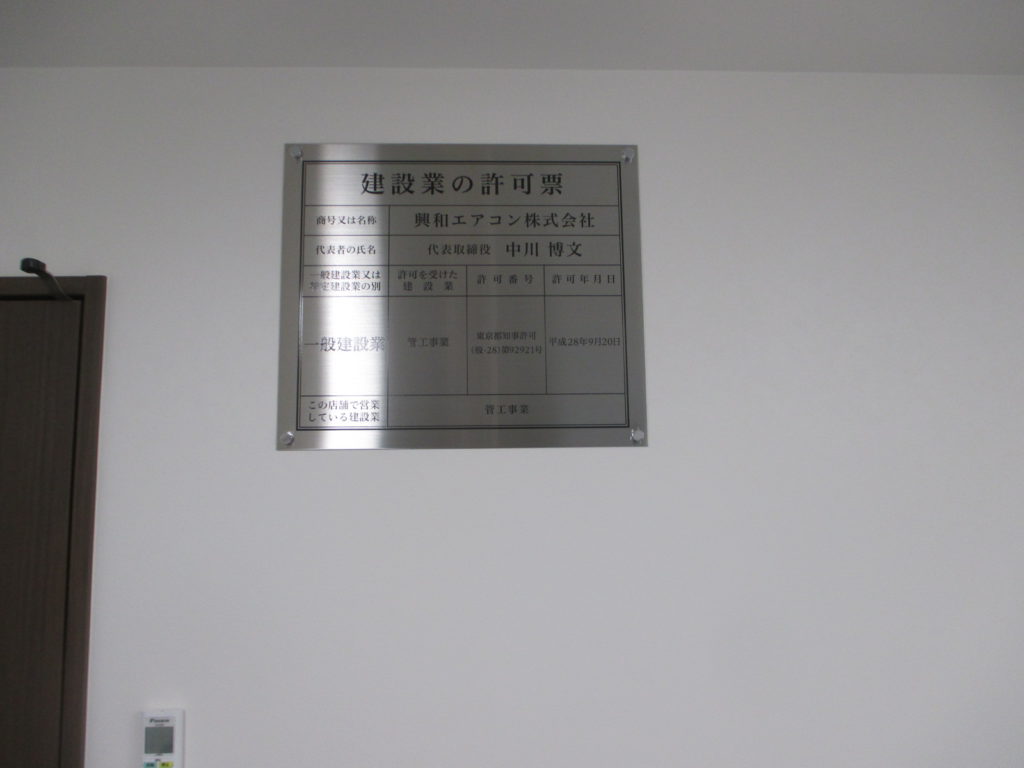 建設業の許可票
商号又は名称 興和エアコン株式会社
代表者の氏名 代表取締役 中川 博文
一般建設業又は
特定建設業の別
許可を受けた
建設業
許可番号
許可年月日
一般建設業
管工事業
東京都知事許可
(般-28)第92921号
平成28年9月20日
この店舗で営業
している建設業
管工事業